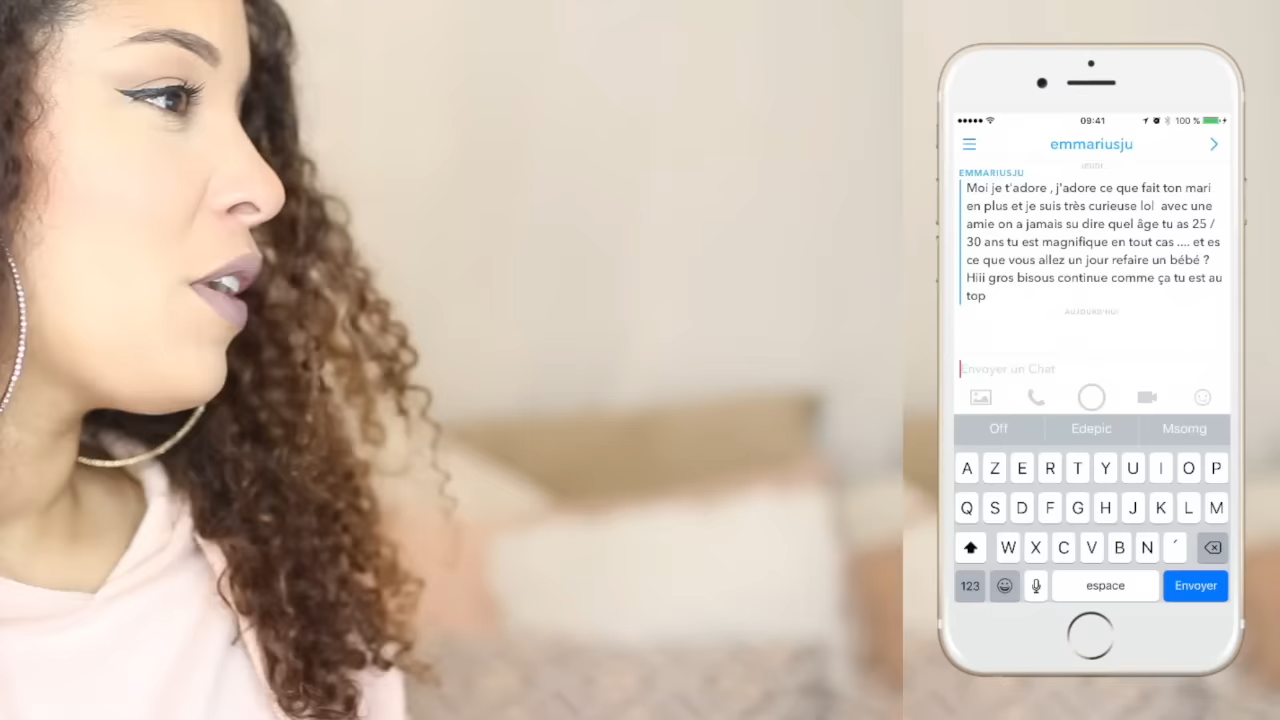 09:41
100 %
emmariusju
JEUDI
EMMARIUSJU
Moi je t'adore , j'adore ce que fait ton mari
en plus et je suis très curieuse lol avec une
amie on a jamais su dire quel âge tu as 25 /
30 ans tu est magnifique en tout cas .... et es
ce que vous allez un jour refaire un bébé ?
Hiii gros bisous continue comme ça tu est au
top
AUJOURD'HUI
Envoyer un Chat
Off Edepic Msomg
A Z E R T Y U I O P
Q S D F G H J K L M
W X C V B N ´
123 espace Envoyer